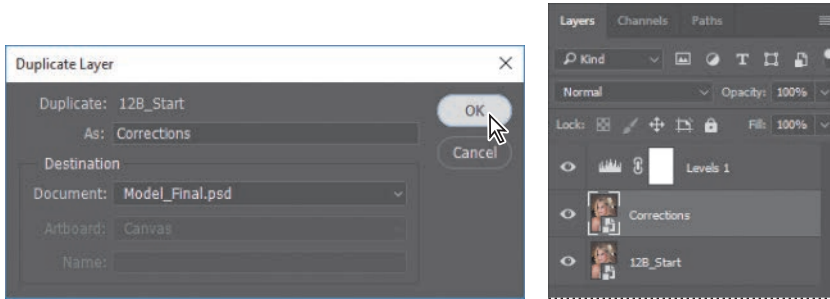 Duplicate Layer
Duplicate: 12B_Start
As: Corrections
OK
Cancel
Destination
Document: Model_Final.psd
Artboard: Canvas
Name:
Layers Channels Paths
Kind
Normal Opacity: 100%
Lock: Fill: 100%
Levels 1
Corrections
12B_Start